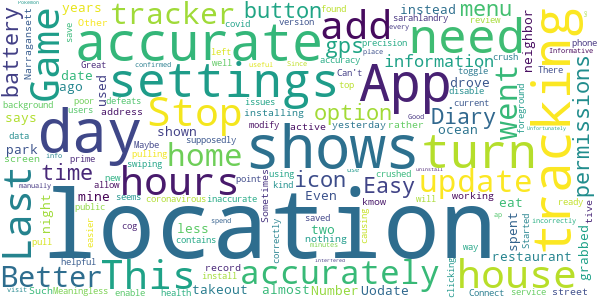 Pokemon
years
tracker
button
Other
covid
save
version
battery
Narragansett
Game
accurate
add
gps
menu
instead
every
sarahlandry
found
need
review
precision
place
Informative
phone
date
ago
Great
used
neighbor
settings
App
information
accuracy
crush
There
background
users
poor
defeats
confirmed
useful
Since
address
left
well
Can't
top
droye
toggle
disable
went
permissions
tracking
Last
day
Stop
option
issues
installing
modify
active
yesterday
rather
Diary
current
foreground
says
data
park
shown
Maybe
supposedly
ocean
screen
prime
home
shows
turn
swiping
time
hours
icon
Easy
update
crushed
kind
using
use
mine
allow
new
seems
point
coronavirus
inaccurate
pulling
Even
know
working
night
public
cog
less
two
saved
correctly
will
eat
ready
tive
manually
info
pull
easier
contains
Sometimes
nothing
restaurant
spent
Started
incorrectly
Unfortunately
location
Better
This
accurately
house
clicking
grabbed
uninstall
ap
way
causing
minutes
interfered
helpful
record
install
spend
visit
Such
Meaningless
enable
health
takeout
almost
Number
Uodate
Connect
service
street
Good